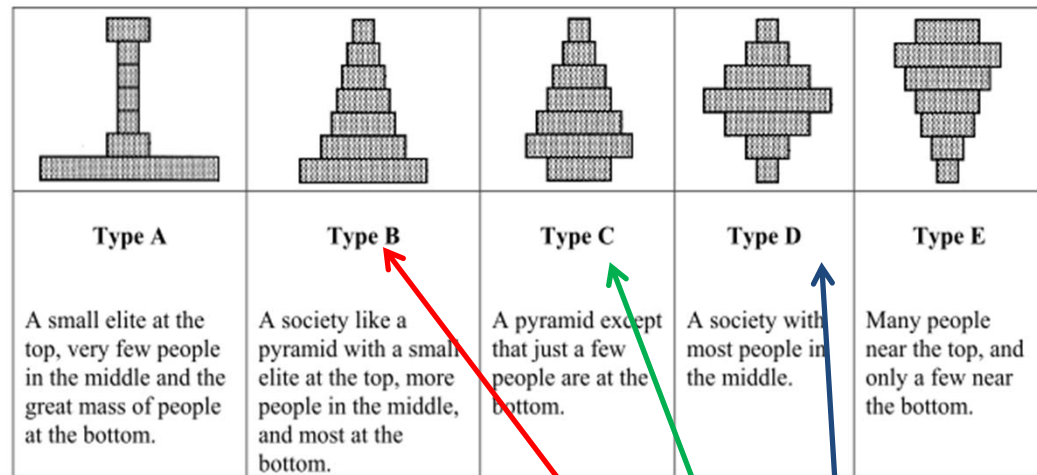 Type A
Type B
Type C
Type D
Type E
A small elite at the
top, very few people
in the middle and the
great mass of people
at the bottom.
A society like a
pyramid with a small
elite at the top, more
people in the middle,
and most at the
bottom.
A pyramid except
that just a few
people are at the
bottom.
A society with
most people in
the middle.
Many people
near the top, and
only a few near
the bottom.